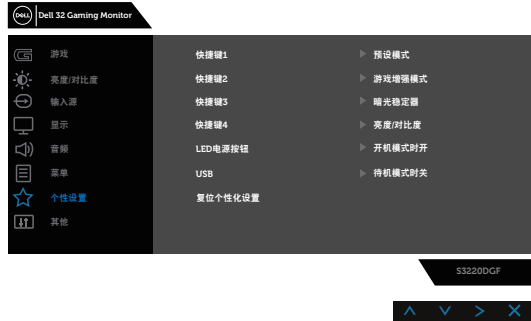 DELL Dell 32 Gaming Monitor
游戏
亮度/对比度
输入源
显示
音频
菜单
个性设置
其他
快捷键1 预设模式
快捷键2 游戏增强模式
快捷键3 暗光稳定器
快捷键4 亮度/对比度
LED电源按钮 开机模式时开
USB 待机模式时关
复位个性化设置
S3220DGF